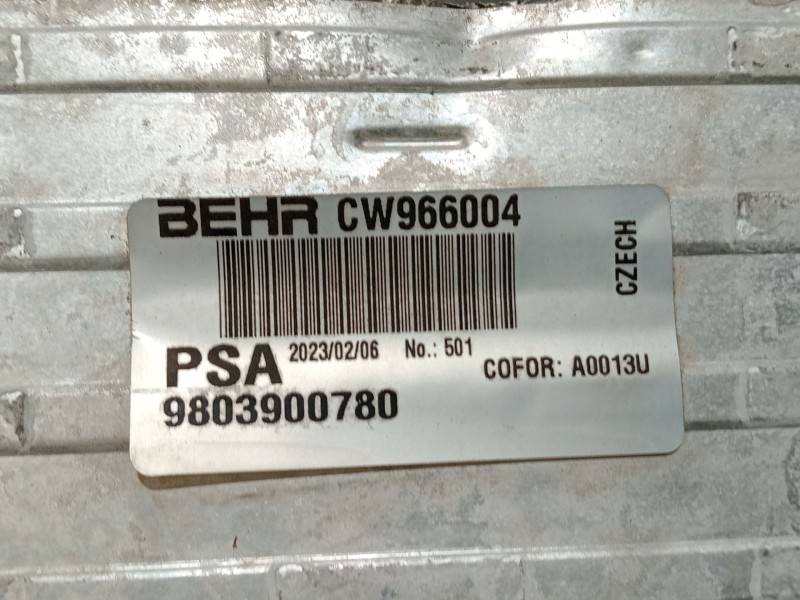 BEHR CW966004
CZECH
PSA 2023/02/06 No.: 501
COFOR: A0013U
9803900780